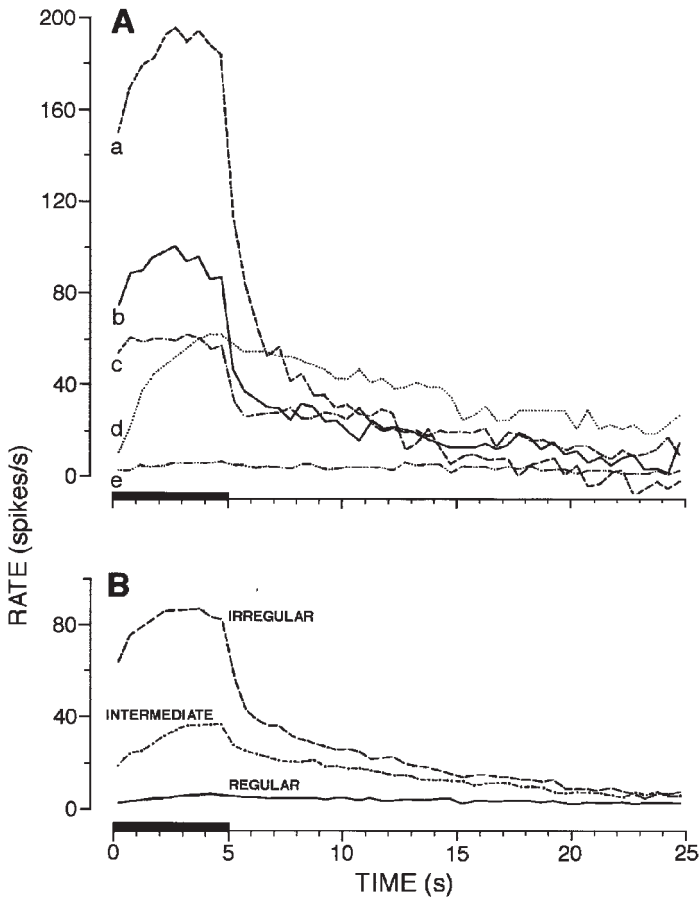 A
200
160
120
80
40
0
a
b
c
d
e
RATE (spikes/s)
B
80
40
0
IRREGULAR
INTERMEDIATE
REGULAR
0 5 10 15 20 25
TIME (s)